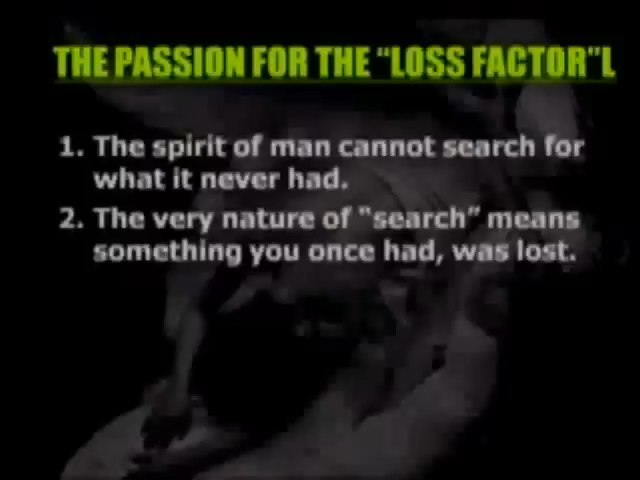 THE PASSION FOR THE “LOSS FACTOR”L
1. The spirit of man cannot search for
what it never had.
2. The very nature of “search” means
something you once had, was lost.